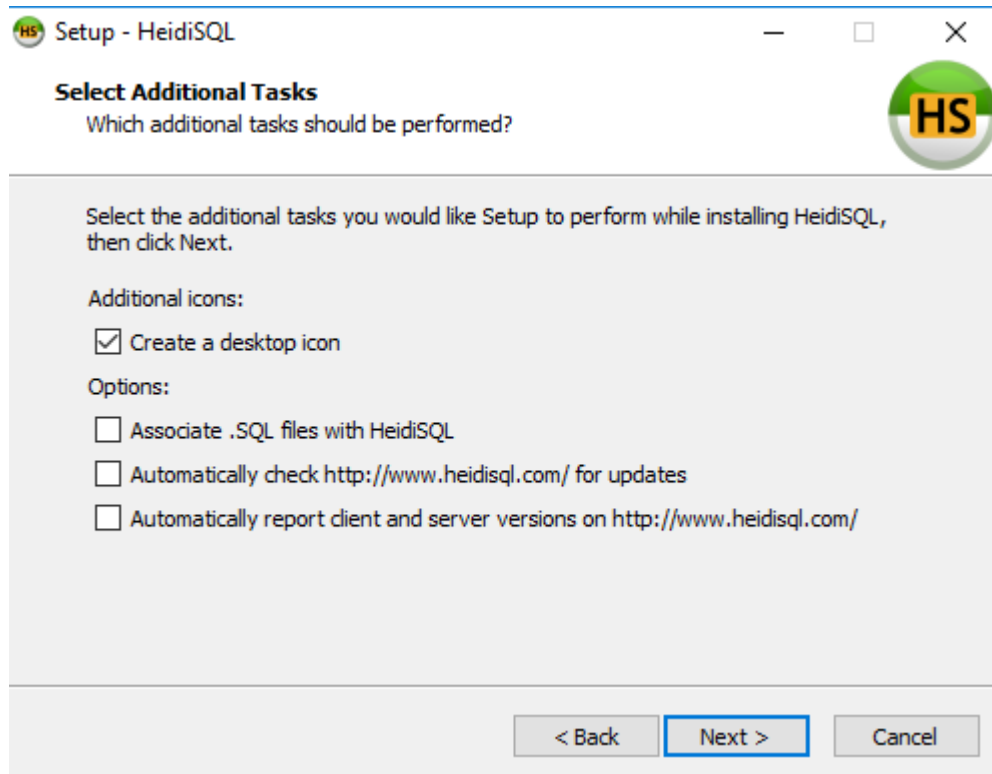 HS Setup - HeidiSQL
Select Additional Tasks
Which additional tasks should be performed?
HS
Select the additional tasks you would like Setup to perform while installing HeidiSQL,
then click Next.
Additional icons:
Create a desktop icon
Options:
Associate .SQL files with HeidiSQL
Automatically check http://www.heidisql.com/ for updates
Automatically report client and server versions on http://www.heidisql.com/
< Back Next > Cancel